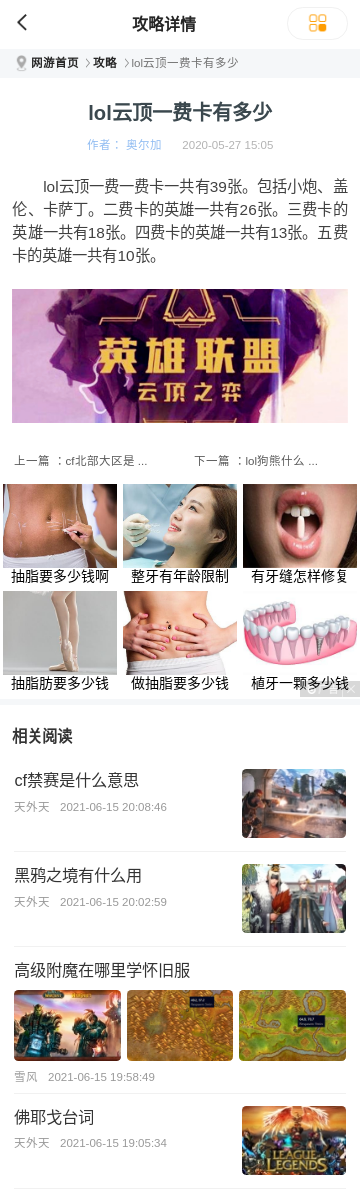 攻略详情
网游首页 > 攻略 > lol云顶一费卡有多少
lol云顶一费卡有多少
作者： 奥尔加 2020-05-27 15:05
lol云顶一费一费卡一共有39张。包括小炮、盖
伦、卡萨丁。二费卡的英雄一共有26张。三费卡的
英雄一共有18张。四费卡的英雄一共有13张。五费
卡的英雄一共有10张。
英雄联盟
云顶之弈
上一篇 ：cf北部大区是 ... 下一篇 ：lol狗熊什么 ...
抽脂要多少钱啊 整牙有年龄限制 有牙缝怎样修复
抽脂肪要多少钱 做抽脂要多少钱 植牙一颗多少钱
相关阅读
cf禁赛是什么意思
天外天 2021-06-15 20:08:46
黑鸦之境有什么用
天外天 2021-06-15 20:02:59
高级附魔在哪里学怀旧服
雪风 2021-06-15 19:58:49
佛耶戈台词
天外天 2021-06-15 19:05:34
LEAGUE
LEGENDS